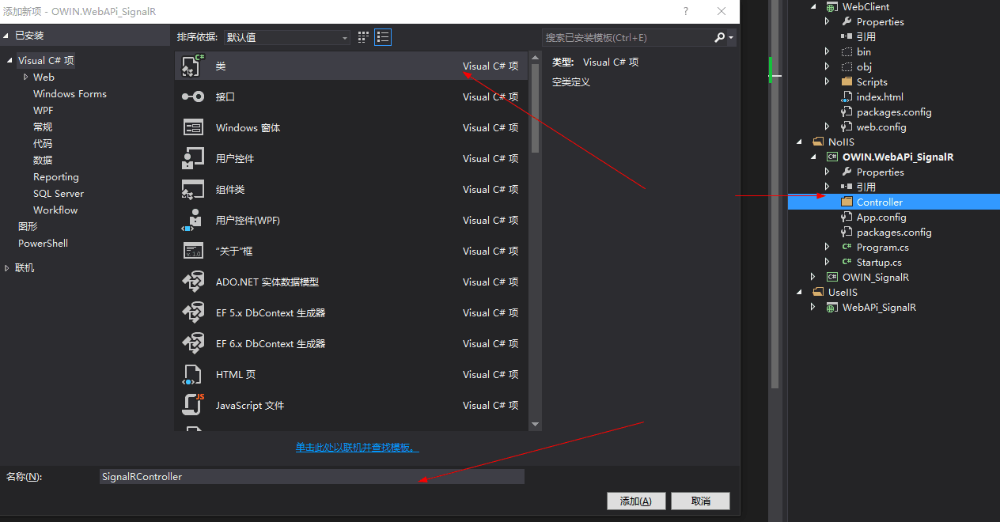 添加新项 - OWIN.WebAPi_SignalR
?
已安装
Visual C# 项
Web
Windows Forms
WPF
常规
代码
数据
Reporting
SQL Server
Workflow
图形
PowerShell
联机
排序依据: 默认值
类 Visual C# 项
接口 Visual C# 项
Windows 窗体 Visual C# 项
用户控件 Visual C# 项
组件类 Visual C# 项
用户控件(WPF) Visual C# 项
“关于”框 Visual C# 项
ADO.NET 实体数据模型 Visual C# 项
EF 5.x DbContext 生成器 Visual C# 项
EF 6.x DbContext 生成器 Visual C# 项
HTML 页 Visual C# 项
JavaScript 文件 Visual C# 项
单击此处以联机并查找模板。
搜索已安装模板(Ctrl+E)
类型: Visual C# 项
空类定义
名称(N): SignalRController
添加(A) 取消
WebClient
Properties
引用
bin
obj
Scripts
index.html
packages.config
web.config
NoIIS
OWIN.WebAPi_SignalR
Properties
引用
Controller
App.config
packages.config
C# Program.cs
C# Startup.cs
OWIN_SignalR
UseIIS
WebAPi_SignalR